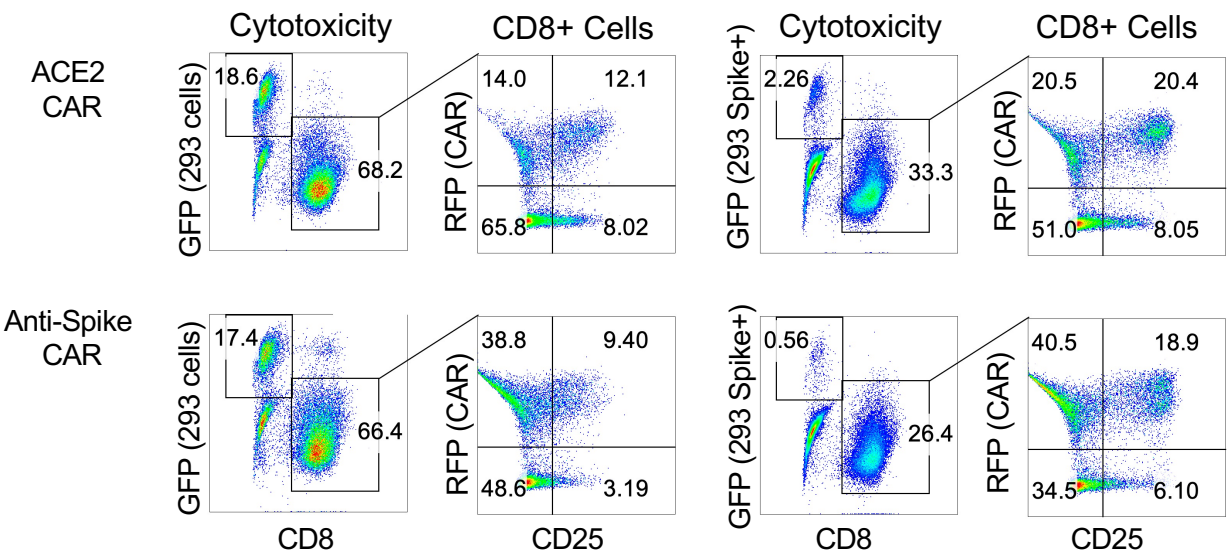 Cytotoxicity
CD8+ Cells
Cytotoxicity
CD8+ Cells
ACE2
CAR
GFP (293 cells)
18.6
68.2
RFP (CAR)
14.0
12.1
65.8
8.02
GFP (293 Spike+)
2.26
33.3
RFP (CAR)
20.5
20.4
51.0
8.05
Anti-Spike
CAR
GFP (293 cells)
17.4
66.4
RFP (CAR)
38.8
9.40
48.6
3.19
GFP (293 Spike+)
0.56
26.4
RFP (CAR)
40.5
18.9
34.5
6.10
CD8
CD25
CD8
CD25